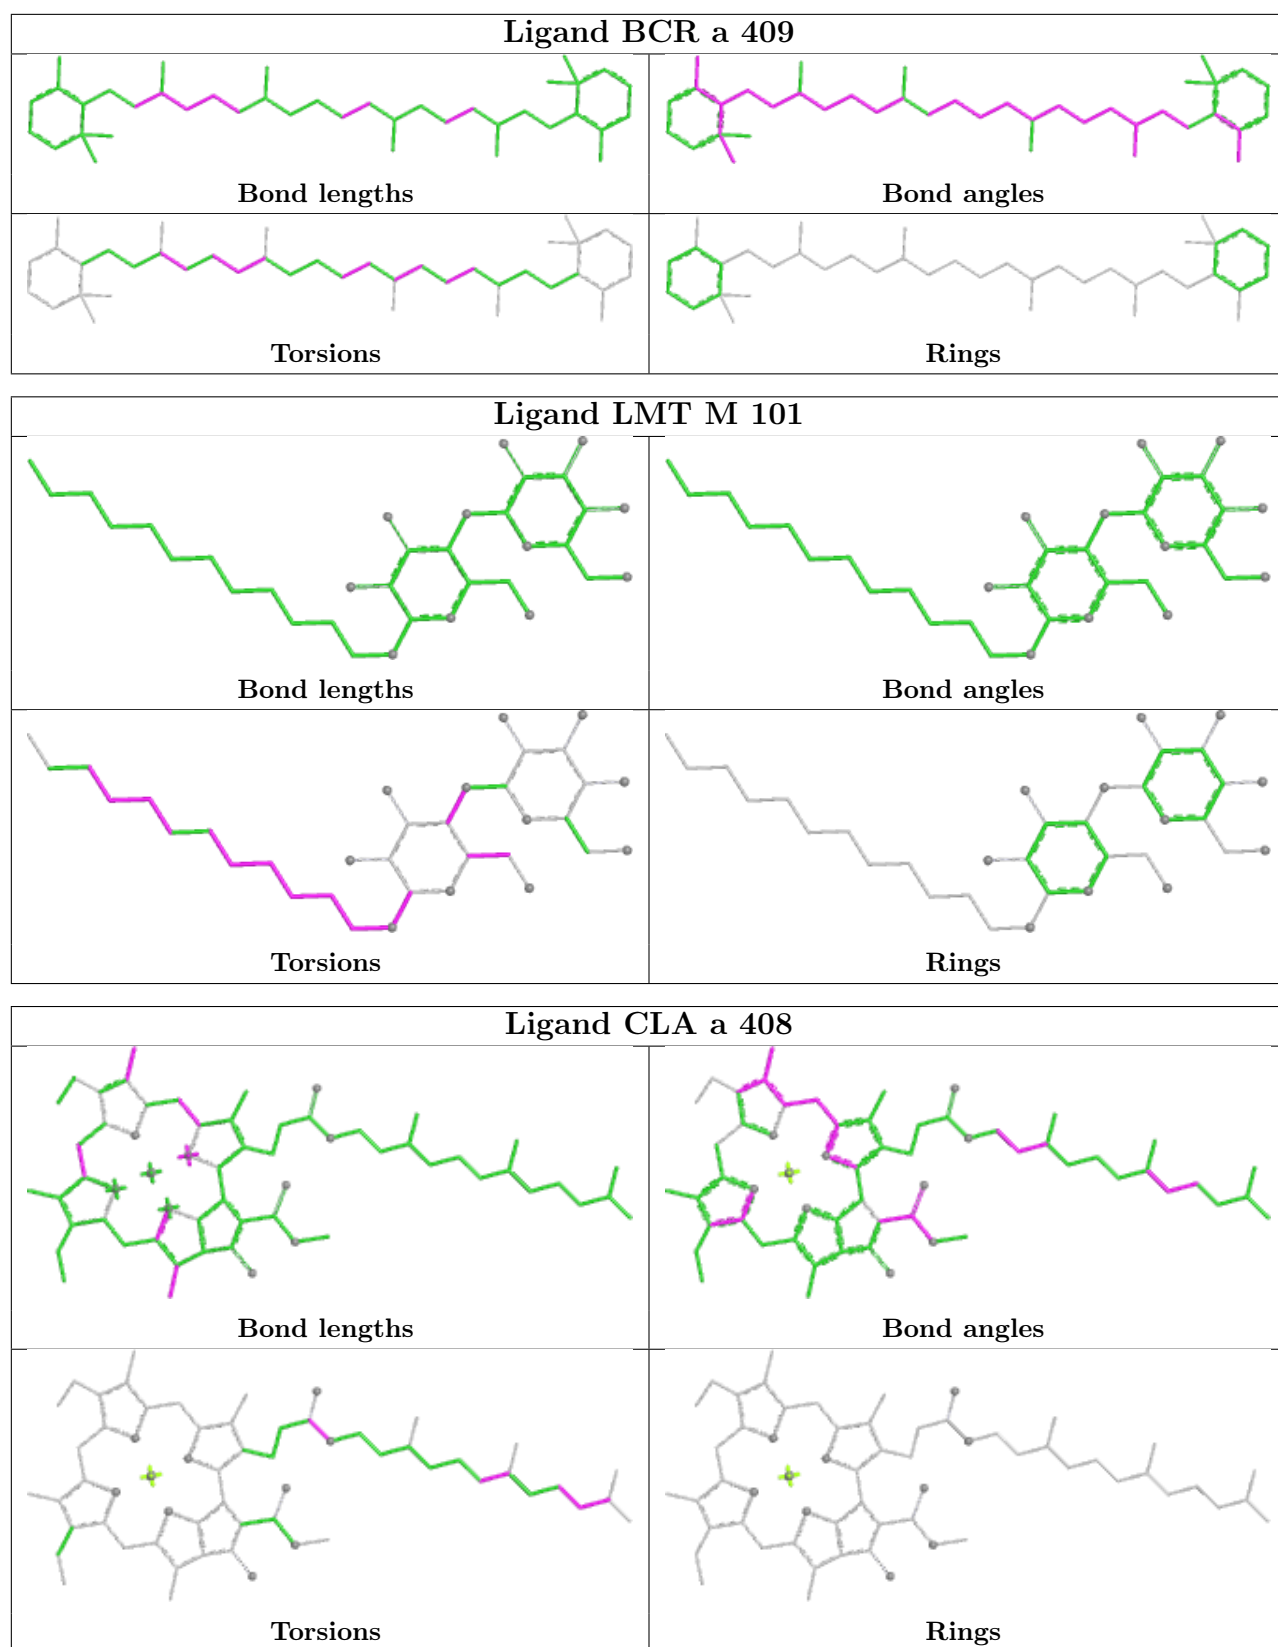 Ligand BCR a 409
Bond lengths
Bond angles
Torsions
Rings
Ligand LMT M 101
Bond lengths
Bond angles
Torsions
Rings
Ligand CLA a 408
Bond lengths
Bond angles
Torsions
Rings